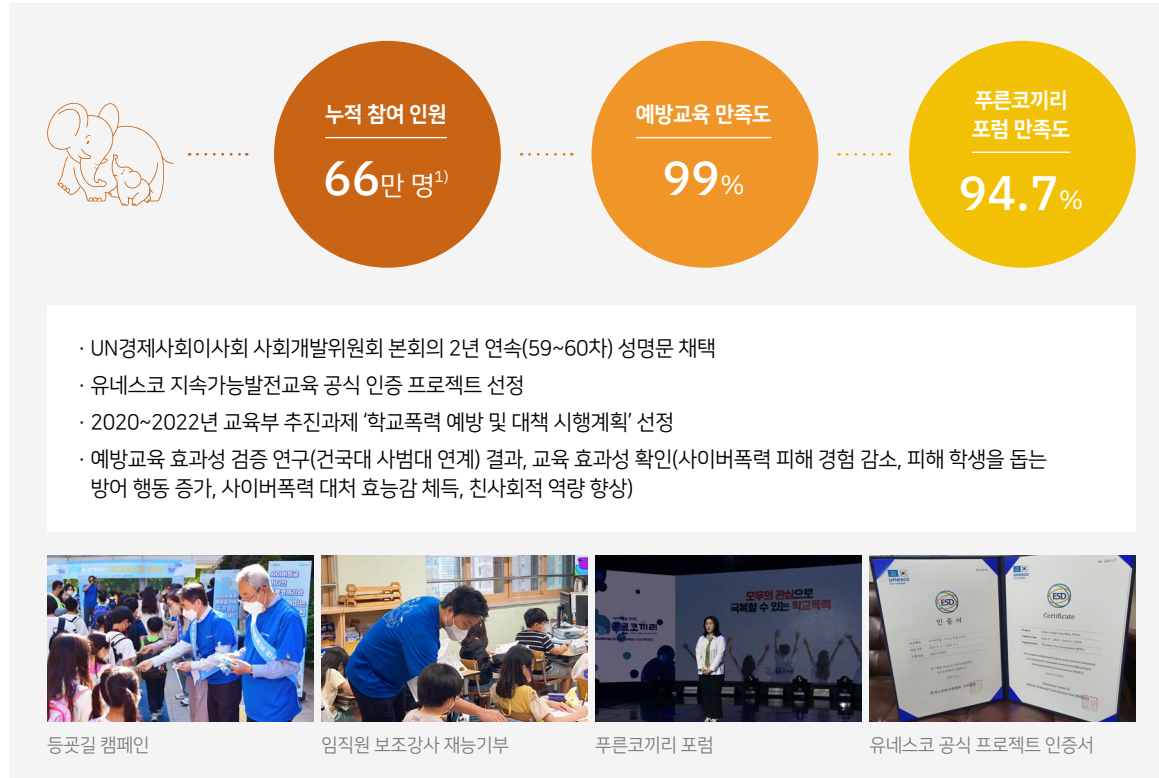 누적 참여 인원
66만 명1)
예방교육 만족도
99%
푸른코끼리
포럼 만족도
94.7%
· UN경제사회이사회 사회개발위원회 본회의 2년 연속(59~60차) 성명문 채택
· 유네스코 지속가능발전교육 공식 인증 프로젝트 선정
· 2020~2022년 교육부 추진과제 ‘학교폭력 예방 및 대책 시행계획’ 선정
· 예방교육 효과성 검증 연구(건국대 사범대 연계) 결과, 교육 효과성 확인(사이버폭력 피해 경험 감소, 피해 학생을 돕는
방어 행동 증가, 사이버폭력 대처 효능감 체득, 친사회적 역량 향상)
모두의 관심으로
극복할 수 있는 학교폭력
푸른코끼리
unesco
ESD
인증서
unesco
ESD
Certificate
등굣길 캠페인
임직원 보조강사 재능기부
푸른코끼리 포럼
유네스코 공식 프로젝트 인증서